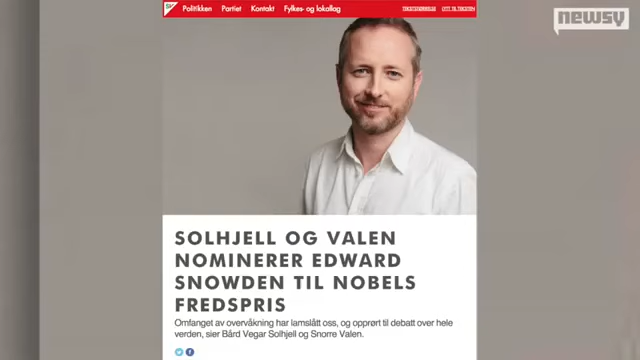 SV Politikken Partiet Kontakt Fylkes- og lokallag
newsy
SOLHJELL OG VALEN
NOMINERER EDWARD
SNOWDEN TIL NOBELS
FREDSPRIS
Omfanget av overvåkning har lamslått oss, og opprørt til debatt over hele
verden, sier Bård Vegar Solhjell og Snorre Valen.